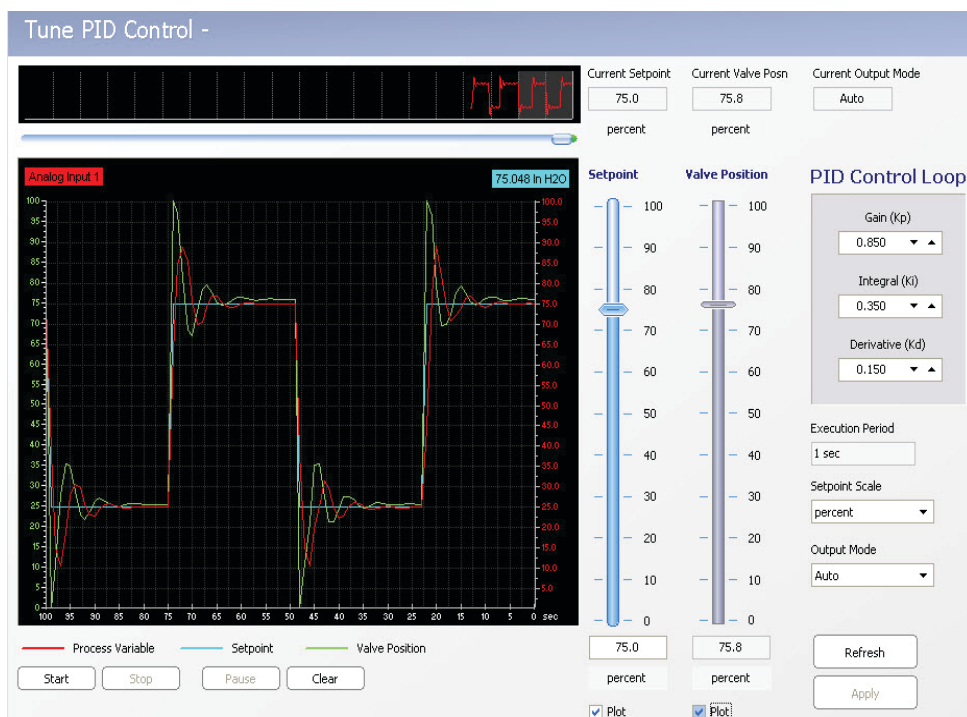 Tune PID Control -
Current Setpoint Current Valve Posn Current Output Mode
75.0 75.8 Auto
percent percent
Analog Input 1 75.048 In H2O
100 100.0
95 95.0
90 90.0
85 85.0
80 80.0
75 75.0
70 70.0
65 65.0
60 60.0
55 55.0
50 50.0
45 45.0
40 40.0
35 35.0
30 30.0
25 25.0
20 20.0
15 15.0
10 10.0
5 5.0
0 0.0
100 95 90 85 80 75 70 65 60 55 50 45 40 35 30 25 20 15 10 5 0 sec
Process Variable Setpoint Valve Position
Start Stop Pause Clear
Setpoint Valve Position
100 100
90 90
80 80
70 70
60 60
50 50
40 40
30 30
20 20
10 10
0 0
75.0 75.8
percent percent
Plot Plot
PID Control Loop
Gain (Kp)
0.850
Integral (Ki)
0.350
Derivative (Kd)
0.150
Execution Period
1 sec
Setpoint Scale
percent
Output Mode
Auto
Refresh
Apply